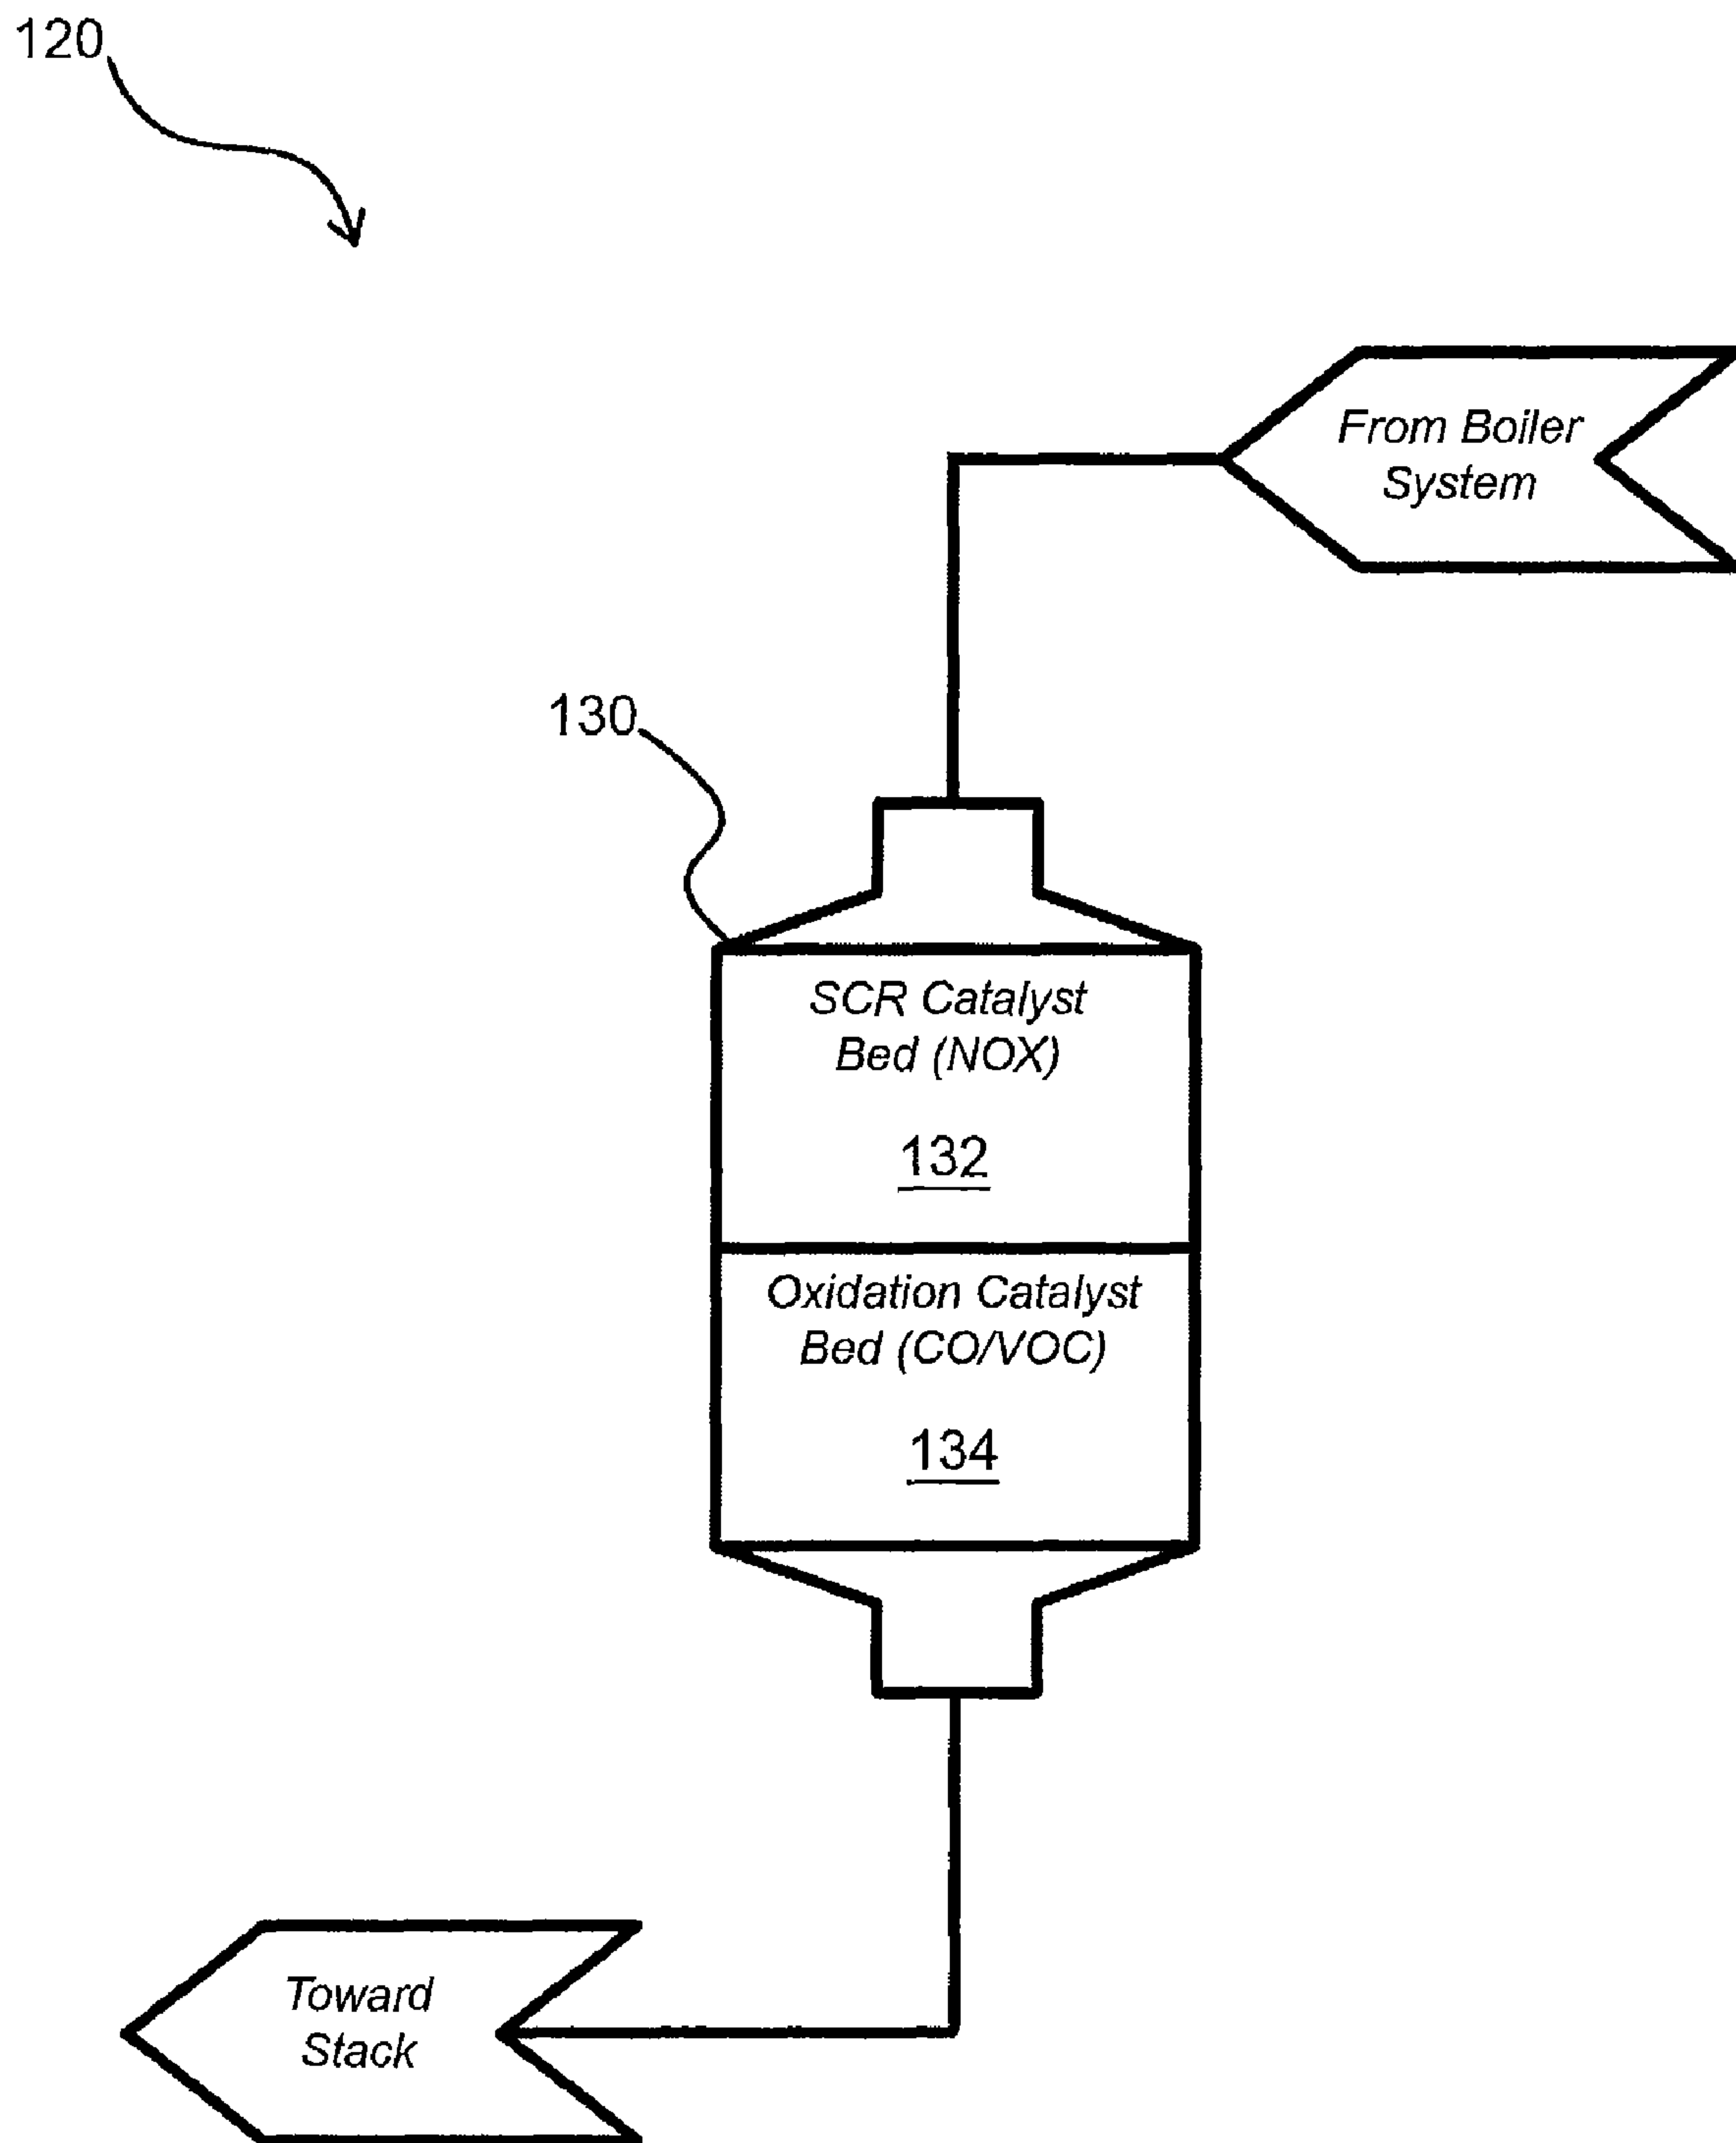 120
From Boiler
System
130
SCR Catalyst
Bed (NOX)
132
Oxidation Catalyst
Bed (CO/VOC)
134
Toward
Stack